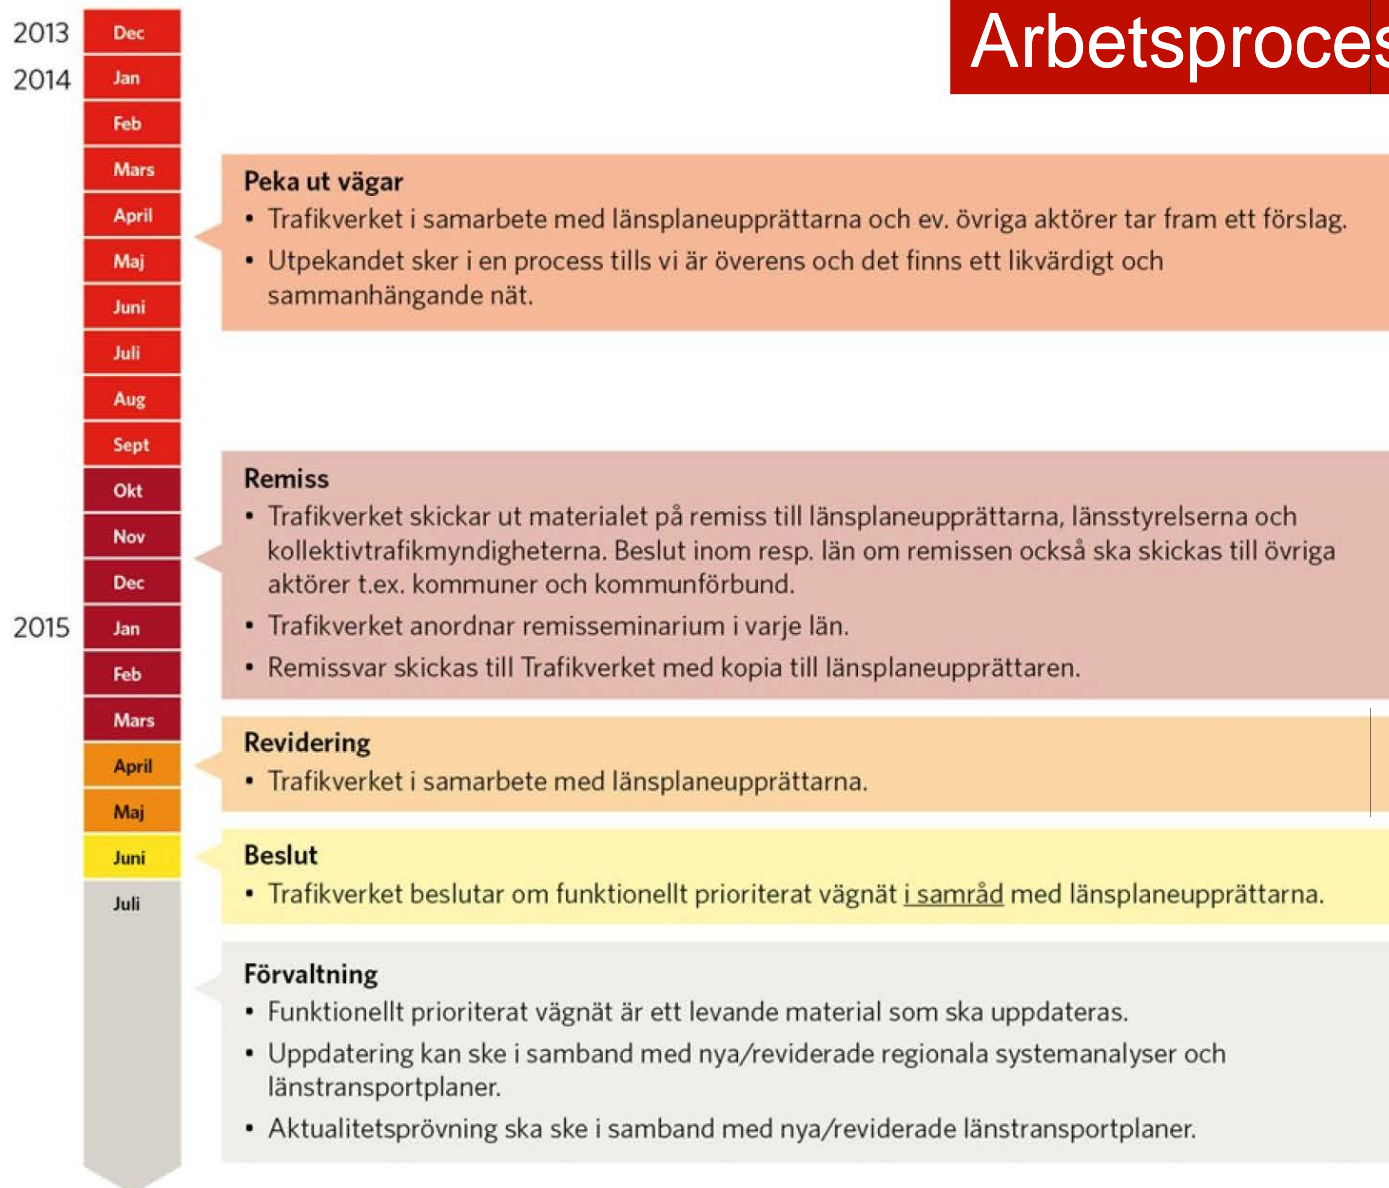 Arbetsproces
2013 Dec
2014 Jan
Feb
Mars
April
Maj
Juni
Juli
Aug
Sept
Okt
Nov
Dec
2015 Jan
Feb
Mars
April
Maj
Juni
Juli
Peka ut vägar
• Trafikverket i samarbete med länsplaneupprättarna och ev. övriga aktörer tar fram ett förslag.
• Utpekandet sker i en process tills vi är överens och det finns ett likvärdigt och
sammanhängande nät.
Remiss
• Trafikverket skickar ut materialet på remiss till länsplaneupprättarna, länsstyrelserna och
kollektivtrafikmyndigheterna. Beslut inom resp. län om remissen också ska skickas till övriga
aktörer t.ex. kommuner och kommunförbund.
• Trafikverket anordnar remisseminarium i varje län.
• Remissvar skickas till Trafikverket med kopia till länsplaneupprättaren.
Revidering
• Trafikverket i samarbete med länsplaneupprättarna.
Beslut
• Trafikverket beslutar om funktionellt prioriterat vägnät i samråd med länsplaneupprättarna.
Förvaltning
• Funktionellt prioriterat vägnät är ett levande material som ska uppdateras.
• Uppdatering kan ske i samband med nya/reviderade regionala systemanalyser och
länstransportplaner.
• Aktualitetsprövning ska ske i samband med nya/reviderade länstransportplaner.